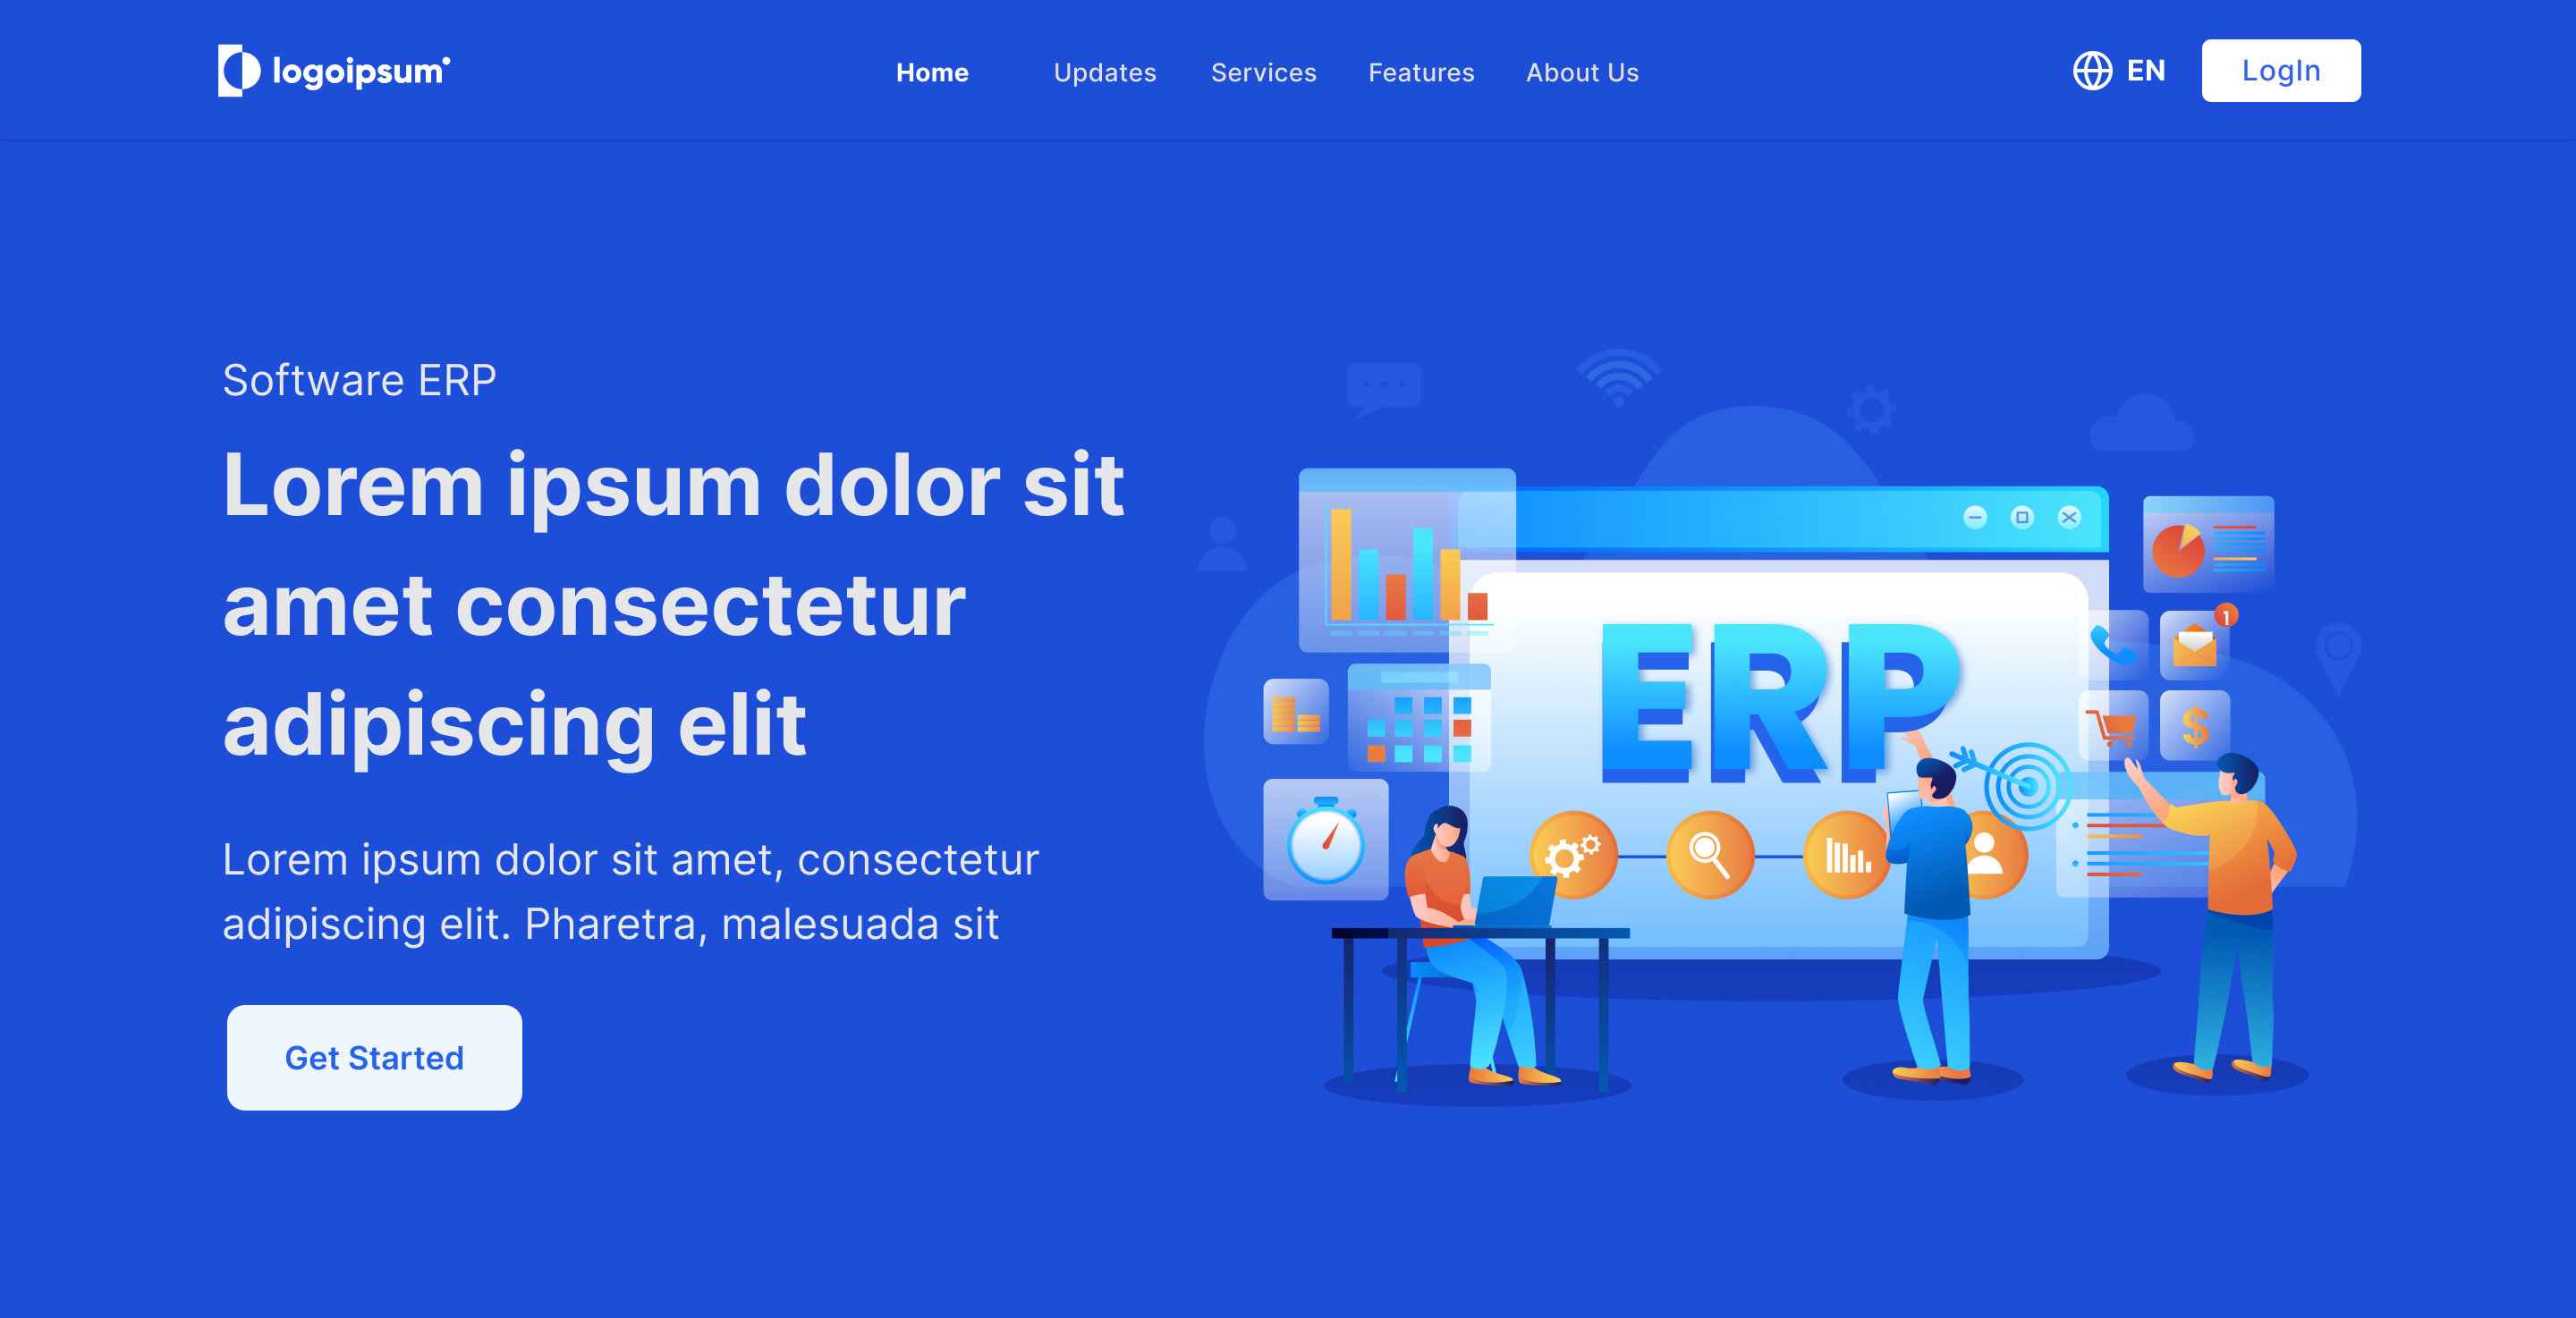 logoipsum
Home Updates Services Features About Us
EN
LogIn
Software ERP
Lorem ipsum dolor sit
amet consectetur
adipiscing elit
Lorem ipsum dolor sit amet, consectetur
adipiscing elit. Pharetra, malesuada sit
Get Started
ERP
1
$